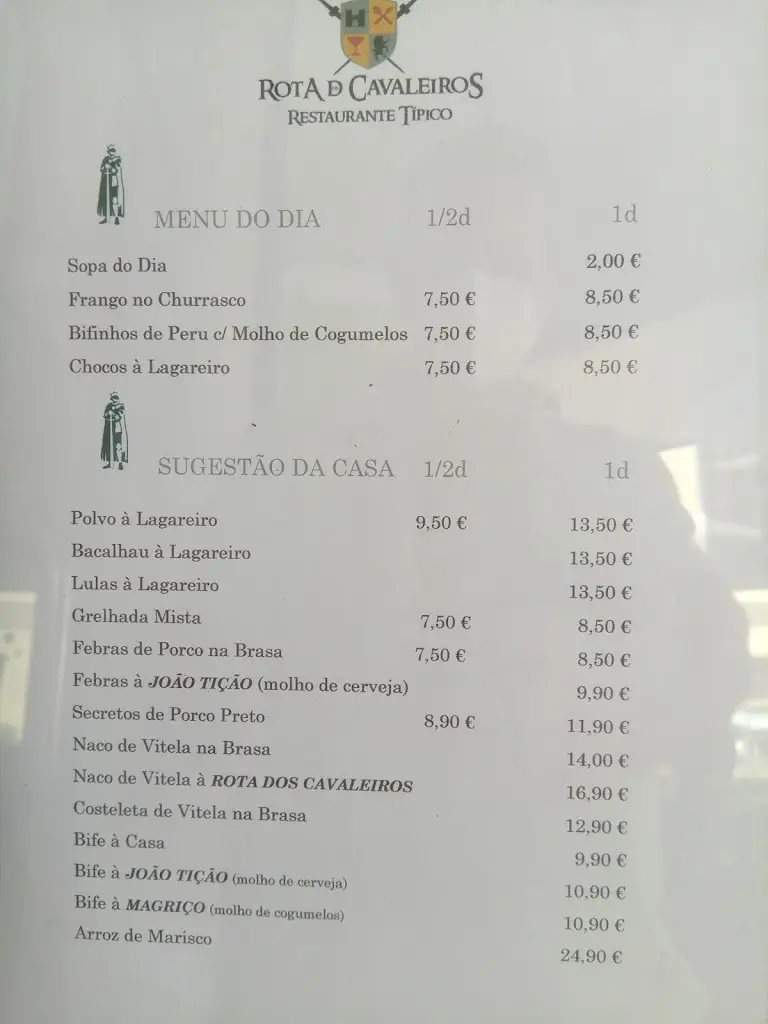 H
ROTA D CAVALEIROS
RESTAURANTE TÍPICO
MENU DO DIA 1/2d 1d
Sopa do Dia 2,00 €
Frango no Churrasco 7,50 € 8,50 €
Bifinhos de Peru c/ Molho de Cogumelos 7,50 € 8,50 €
Chocos à Lagareiro 7,50 € 8,50 €
SUGESTÃO DA CASA 1/2d 1d
Polvo à Lagareiro 9,50 € 13,50 €
Bacalhau à Lagareiro 13,50 €
Lulas à Lagareiro 13,50 €
Grelhada Mista 7,50 € 8,50 €
Febras de Porco na Brasa 7,50 € 8,50 €
Febras à JOÃO TIÇÃO (molho de cerveja) 9,90 €
Secretos de Porco Preto 8,90 € 11,90 €
Naco de Vitela na Brasa 14,00 €
Naco de Vitela à ROTA DOS CAVALEIROS 16,90 €
Costeleta de Vitela na Brasa 12,90 €
Bife à Casa 9,90 €
Bife à JOÃO TIÇÃO (molho de cerveja) 10,90 €
Bife à MAGRIÇO (molho de cogumelos) 10,90 €
Arroz de Marisco 24,90 €